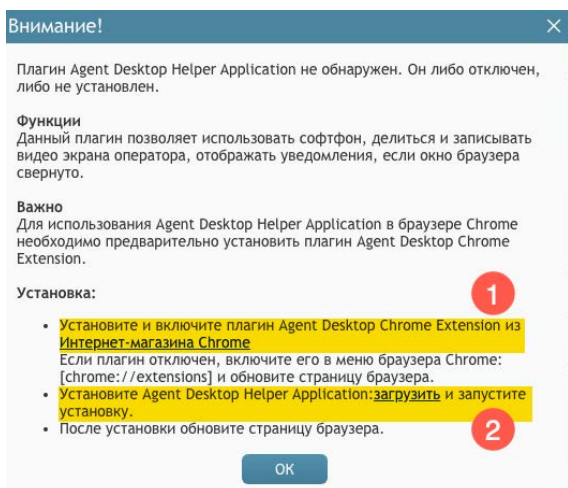 Внимание!
Плагин Agent Desktop Helper Application не обнаружен. Он либо отключен,
либо не установлен.
Функции
Данный плагин позволяет использовать софтфон, делиться и записывать
видео экрана оператора, отображать уведомления, если окно браузера
свернуто.
Важно
Для использования Agent Desktop Helper Application в браузере Chrome
необходимо предварительно установить плагин Agent Desktop Chrome
Extension.
Установка:
1
• Установите и включите плагин Agent Desktop Chrome Extension из
Интернет-магазина Chrome
Если плагин отключен, включите его в меню браузера Chrome:
[chrome://extensions] и обновите страницу браузера.
• Установите Agent Desktop Helper Application:загрузить и запустите
установку.
2
• После установки обновите страницу браузера.
ОК